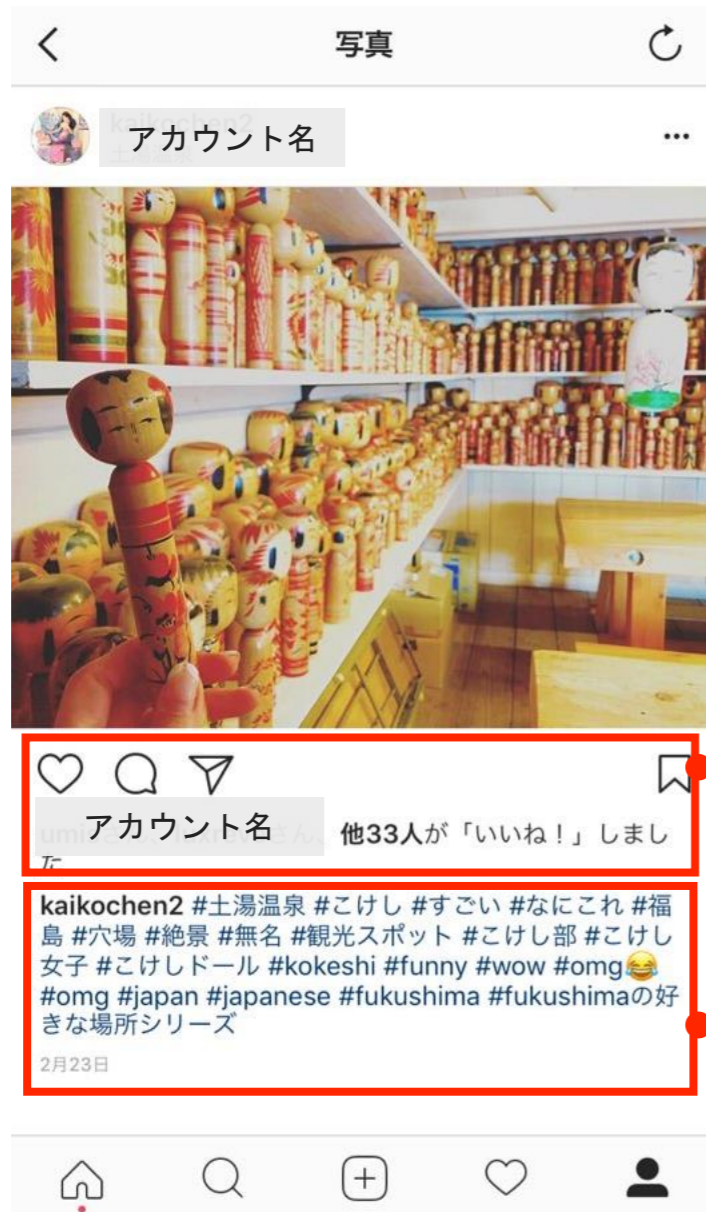 写真
アカウント名
アカウント名
他33人が「いいね！」しまし
た
kaikochen2 #土湯温泉 #こけし #すごい #なにこれ #福
島 #穴場 #絶景 #無名 #観光スポット #こけし部 #こけし
女子 #こけしドール #kokeshi #funny #wow #omg😂
#omg #japan #japanese #fukushima #fukushimaの好
きな場所シリーズ
2月23日